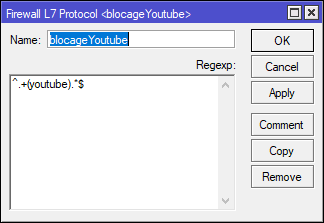 Firewall L7 Protocol <blocageYoutube>
Name: blocageYoutube
OK
Regexp:
Cancel
^.+(youtube).*$
Apply
Comment
Copy
Remove